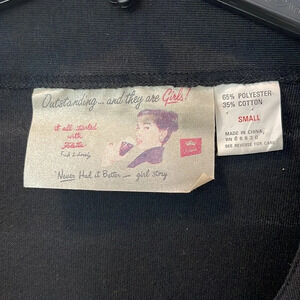 Outstanding... and they are Girls!
it all started
with
Never Had it Better — girl story
65% POLYESTER
35% COTTON
SMALL
MADE IN CHINA
SEE REVERSE FOR CARE